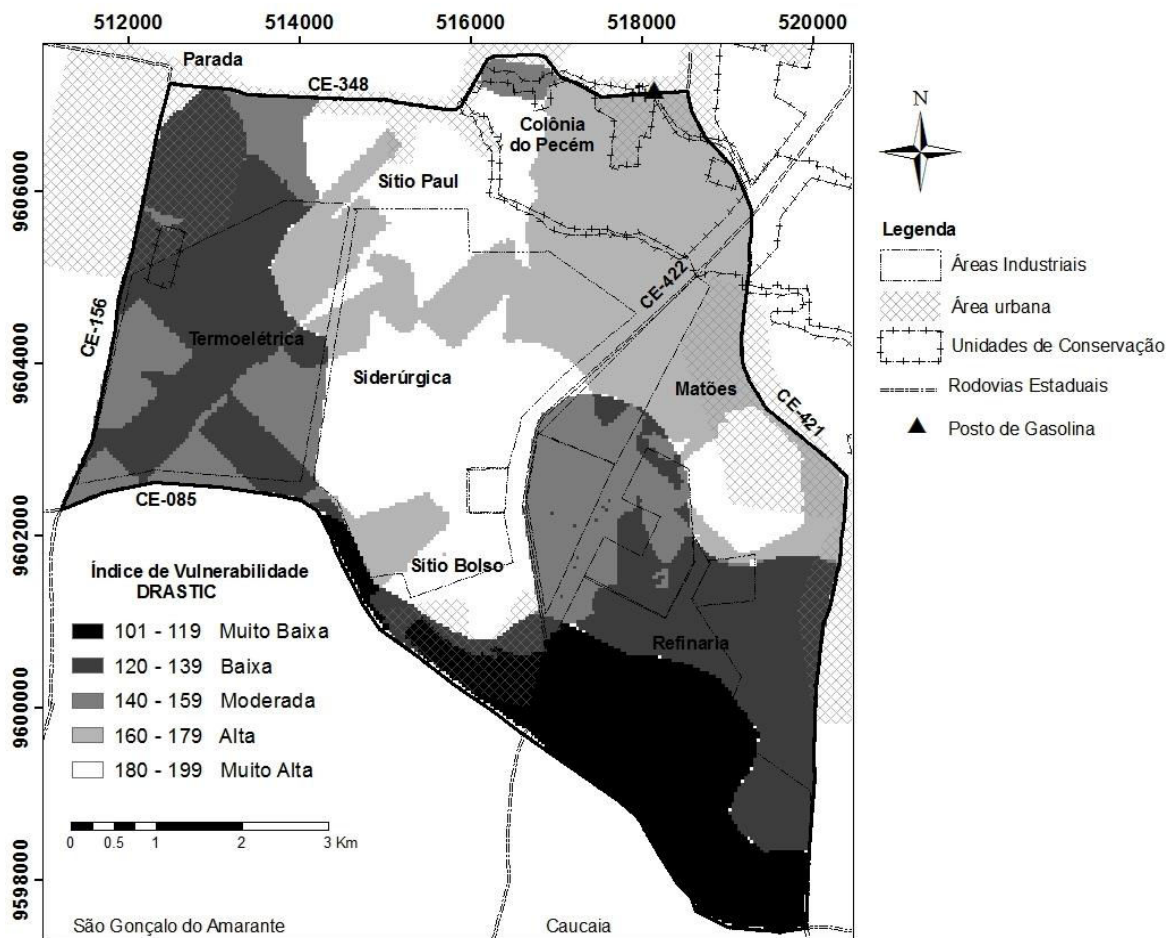 512000 514000 516000 518000 520000
Parada
CE-348
Colônia
do Pecém
Sítio Paul
CE-422
CE-156
Termoelétrica
Siderúrgica
Matões
CE-421
CE-085
Sítio Bolso
Refinaria
9606000
9604000
9602000
9600000
9598000
Índice de Vulnerabilidade
DRASTIC
101 - 119 Muito Baixa
120 - 139 Baixa
140 - 159 Moderada
160 - 179 Alta
180 - 199 Muito Alta
0 0.5 1 2 3 Km
São Gonçalo do Amarante
Caucaia
N
Legenda
Áreas Industriais
Área urbana
Unidades de Conservação
Rodovias Estaduais
Posto de Gasolina